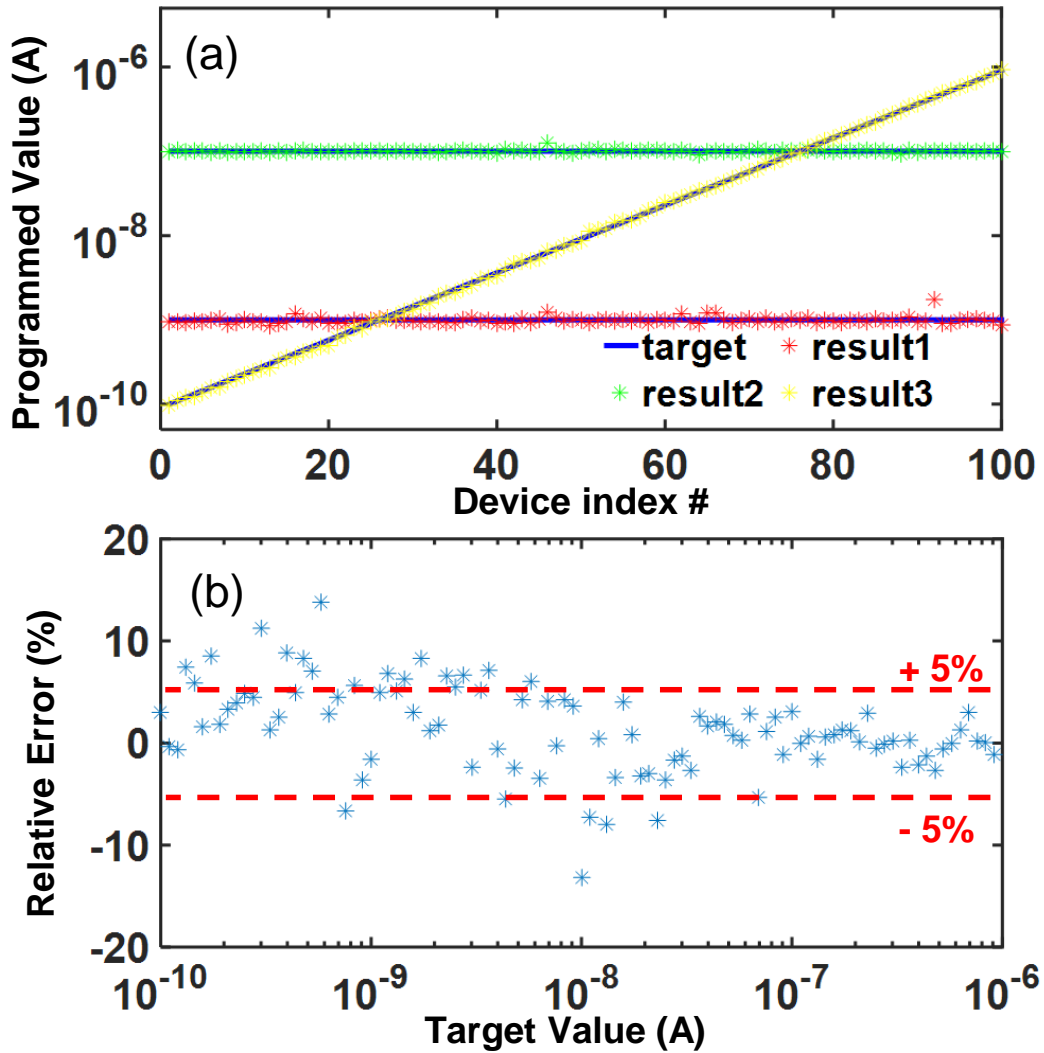 (a)
Programmed Value (A)
10^-6
10^-8
10^-10
target result1
result2 result3
0 20 40 60 80 100
Device index #
(b)
Relative Error (%)
20
10
0
-10
-20
+ 5%
- 5%
10^-10 10^-9 10^-8 10^-7 10^-6
Target Value (A)